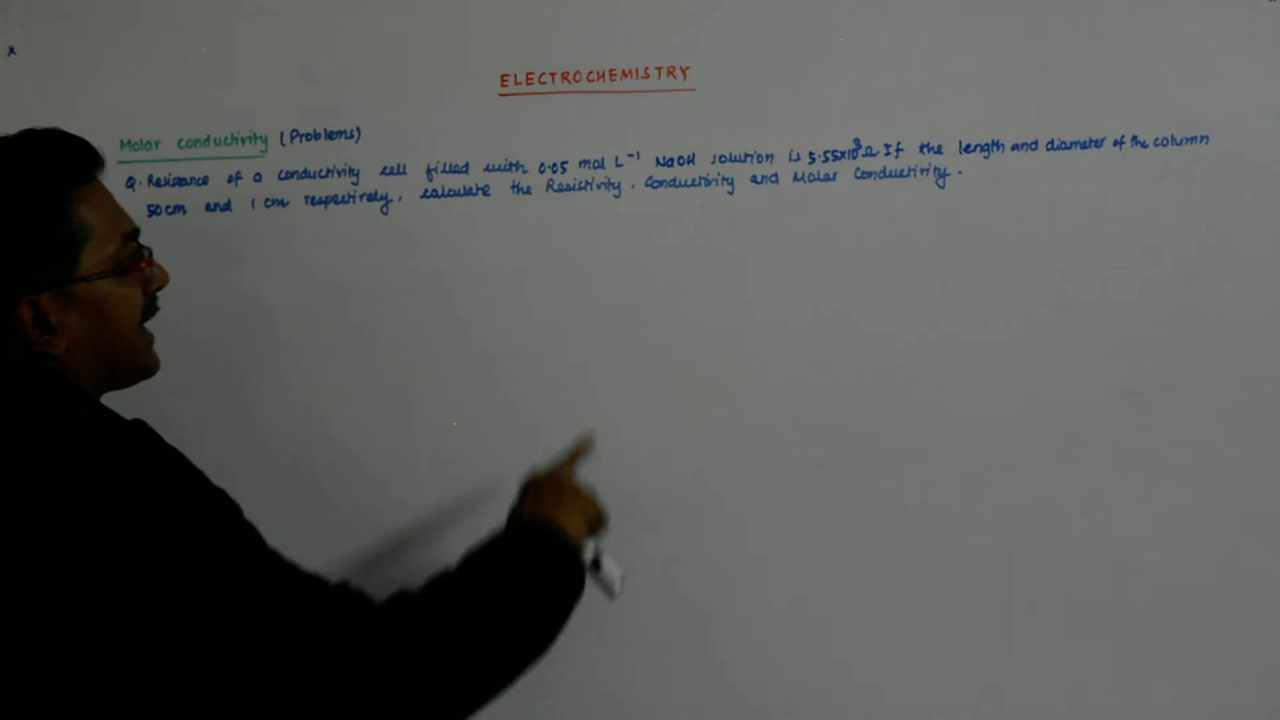 ELECTROCHEMISTRY
Molar conductivity (Problems)
Q. Resistance of a conductivity cell filled with 0.05 mol L⁻¹ NaOH solution is 5.55x10³Ω If the length and diameter of the column
50cm and 1 cm respectively, calculate the Resistivity, Conductivity and Molar Conductivity.